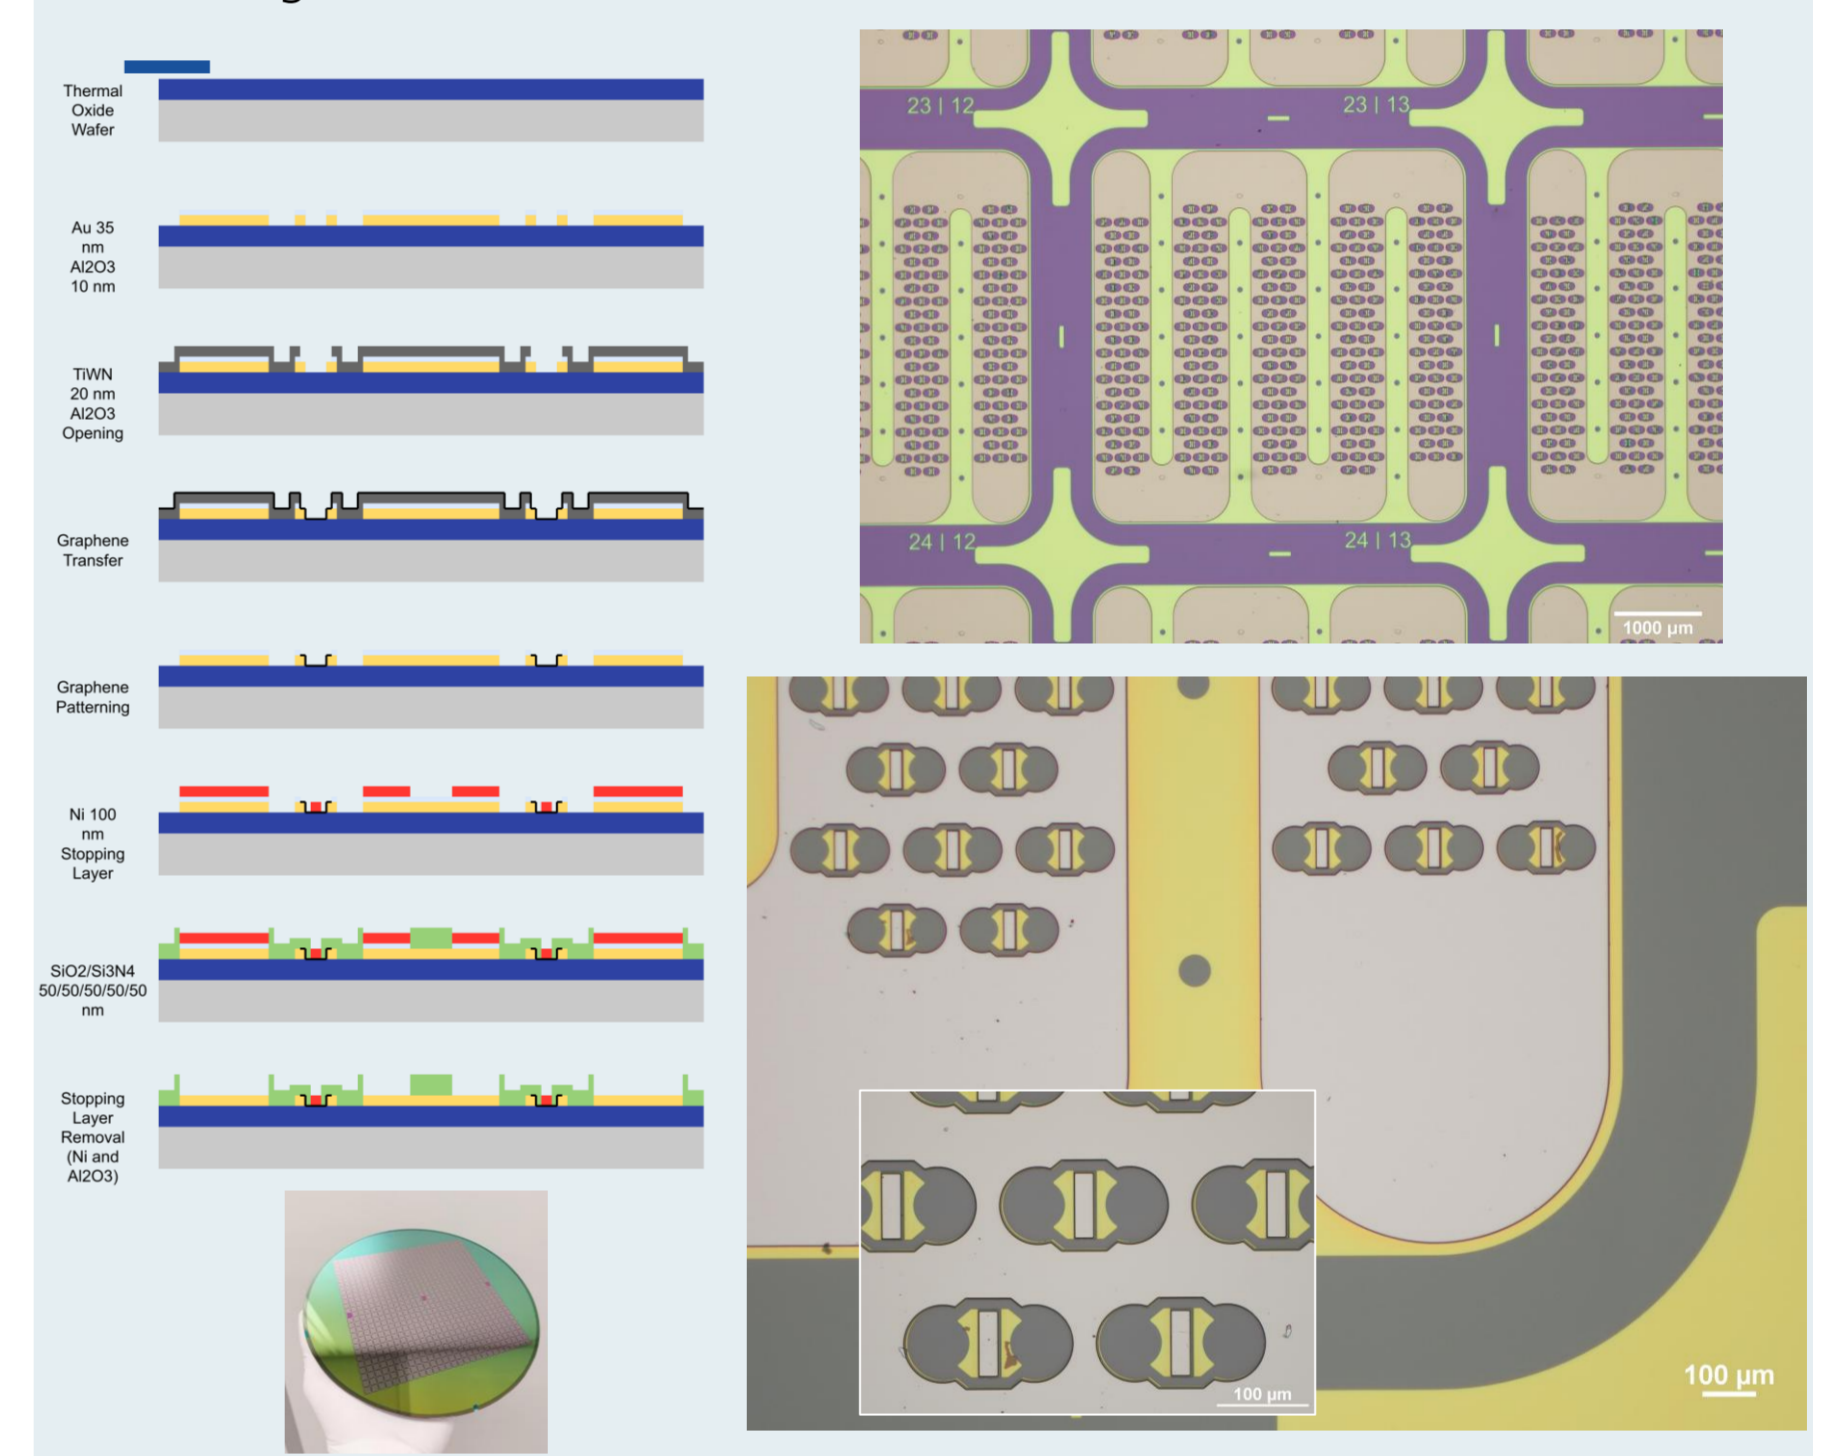 Thermal
Oxide
Wafer
Au 35
nm
Al2O3
10 nm
TiWN
20 nm
Al2O3
Opening
Graphene
Transfer
Graphene
Patterning
Ni 100
nm
Stopping
Layer
SiO2/Si3N4
50/50/50/50/50
nm
Stopping
Layer
Removal
(Ni and
Al2O3)
23 | 12
23 | 13
24 | 12
24 | 13
1000 µm
100 µm
100 µm